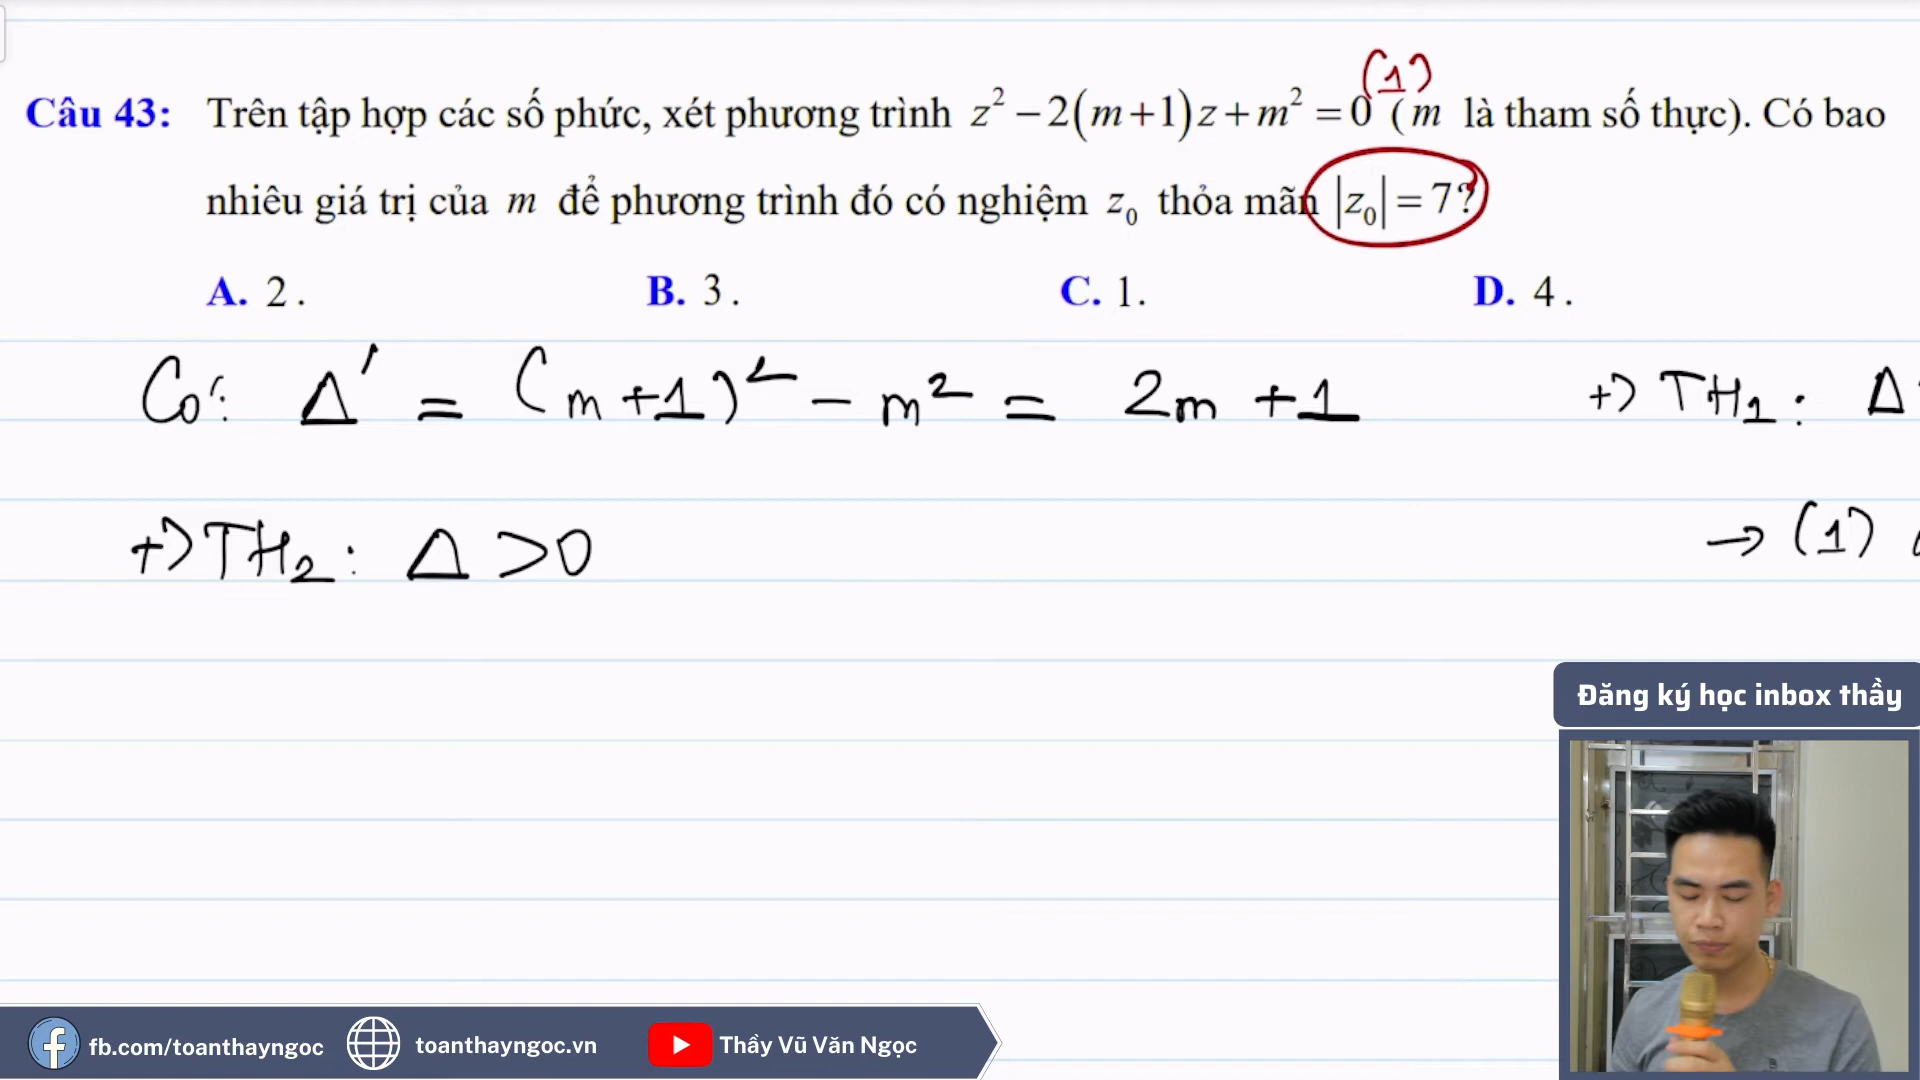 (1)
Câu 43: Trên tập hợp các số phức, xét phương trình z² − 2(m+1)z + m² = 0 (m là tham số thực). Có bao
nhiêu giá trị của m để phương trình đó có nghiệm z₀ thỏa mãn |z₀| = 7?
A. 2. B. 3. C. 1. D. 4.
Có: Δ' = (m+1)² − m² = 2m + 1 +) TH₁: Δ
+) TH₂: Δ > 0 → (1)
Đăng ký học inbox thầy
fb.com/toanthayngoc toanthayngoc.vn Thầy Vũ Văn Ngọc